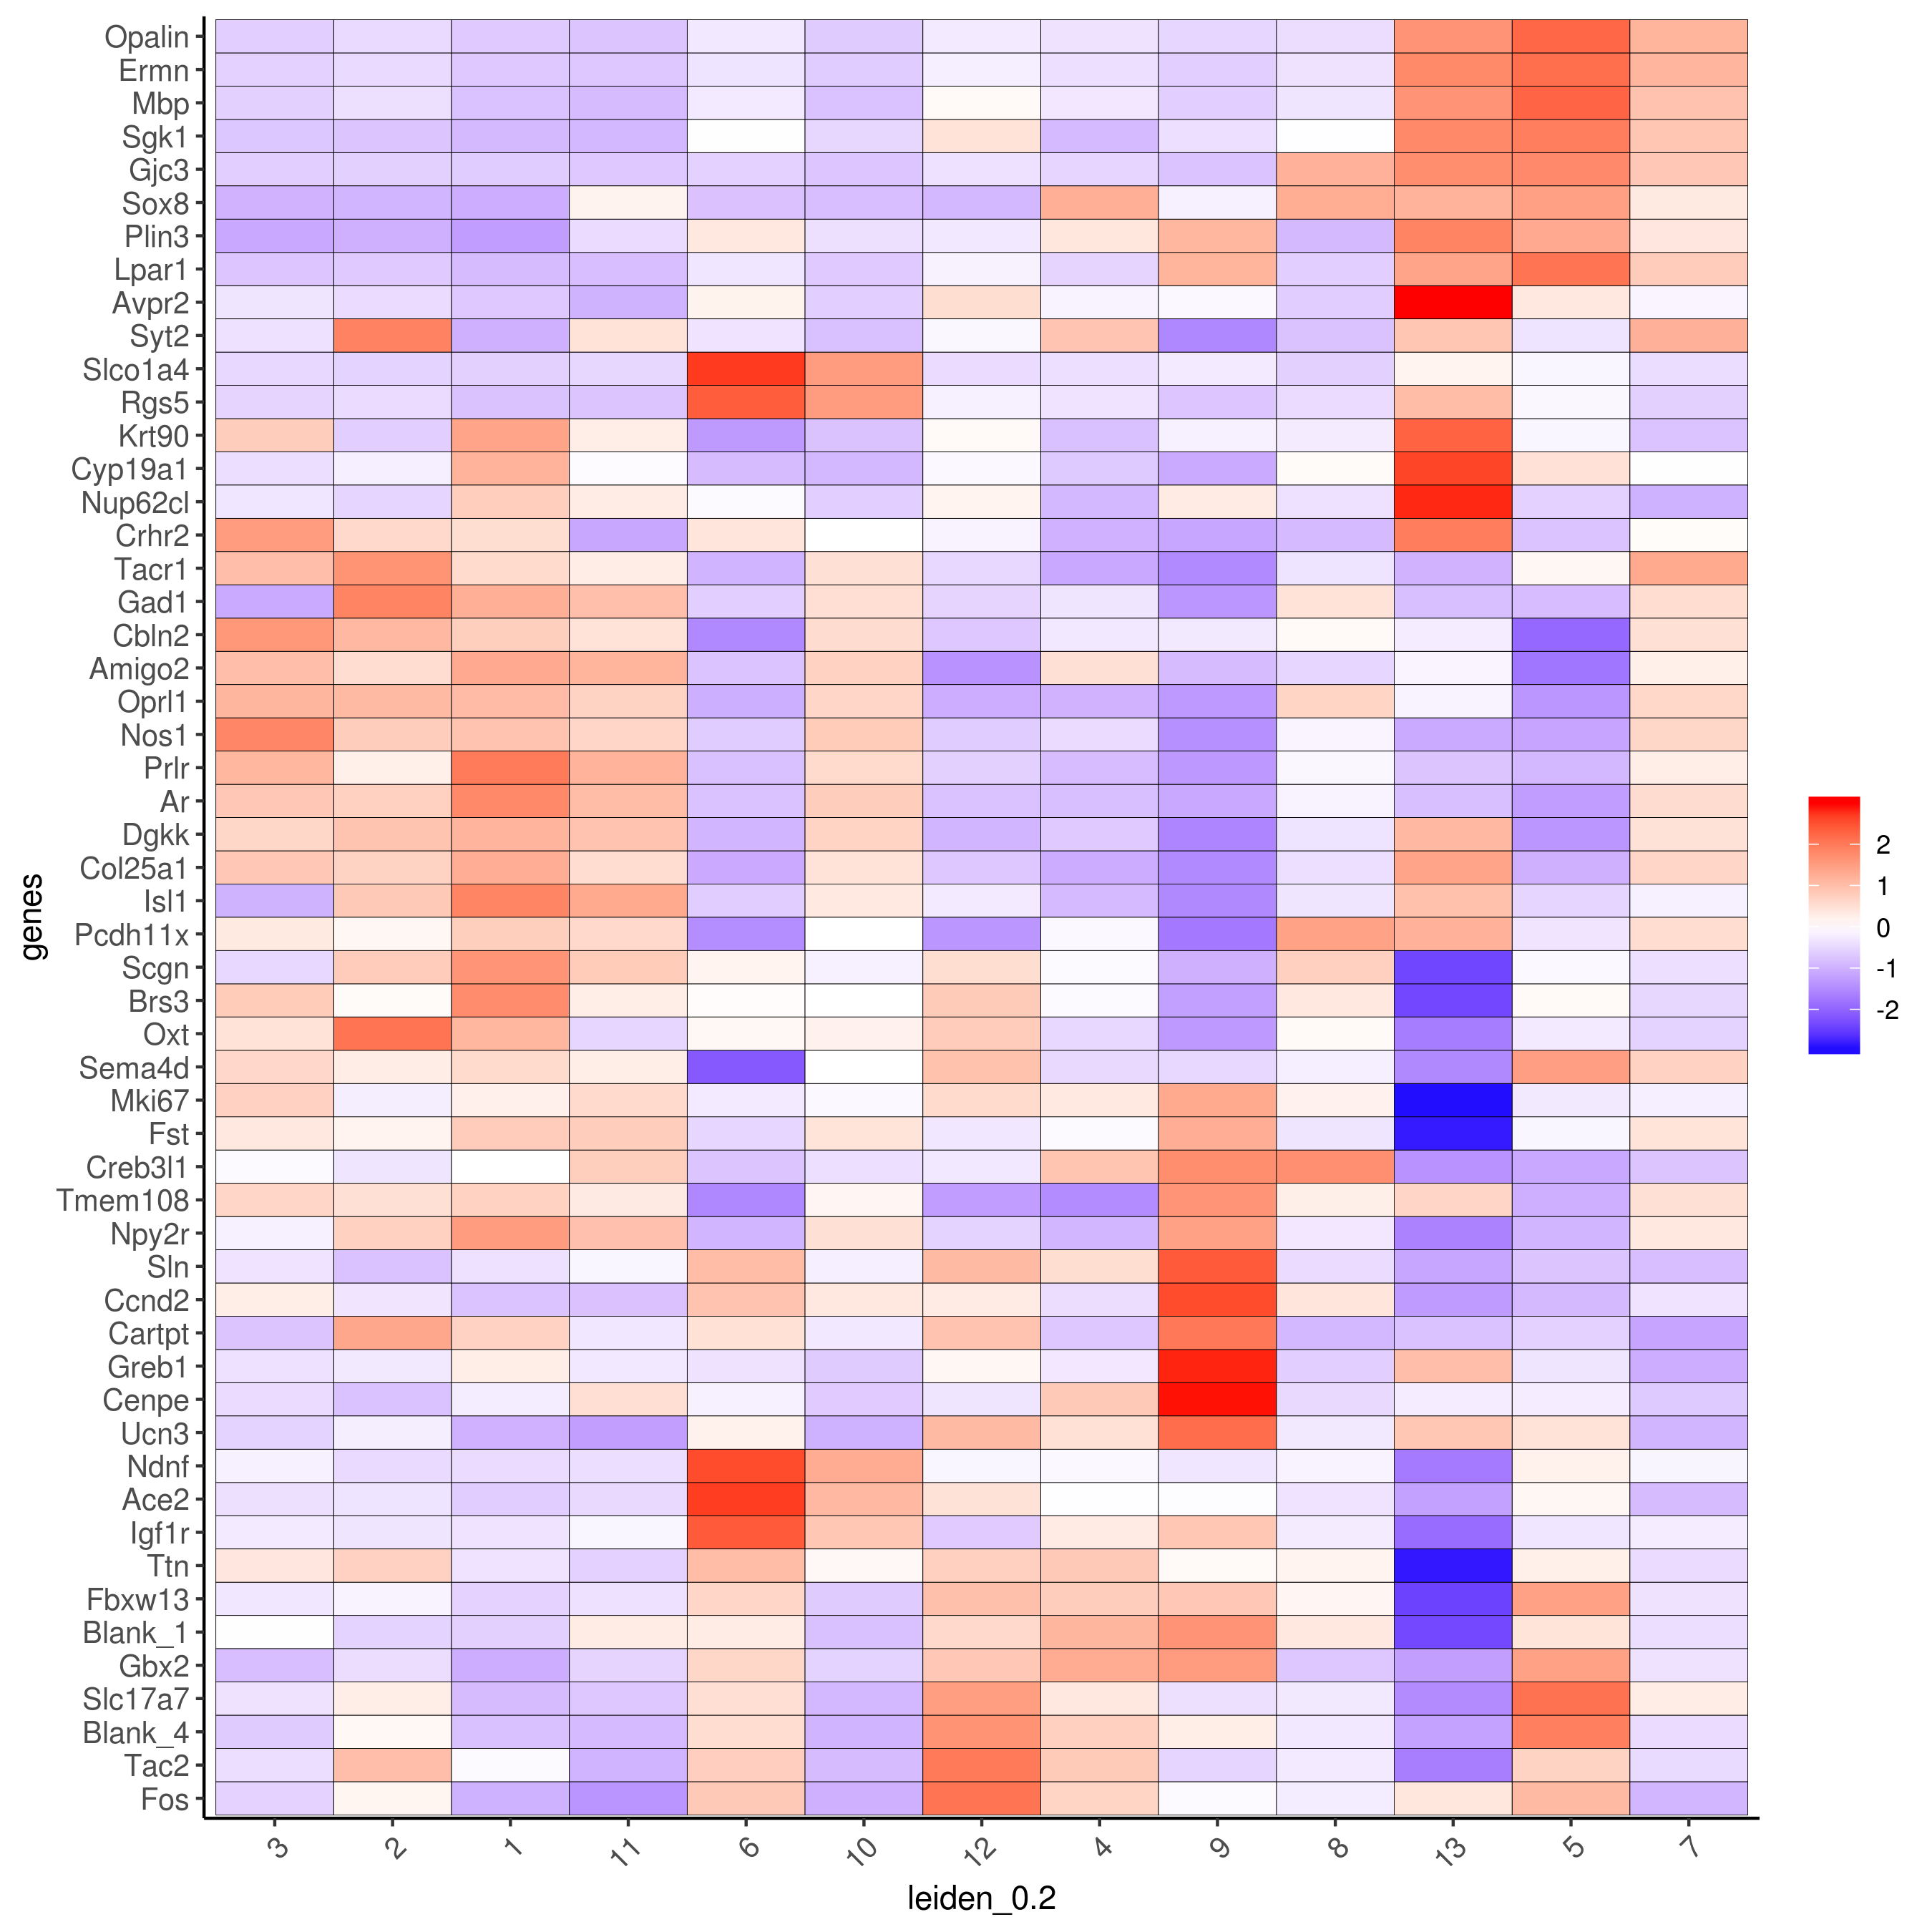 Opalin
Ermn
Mbp
Sgk1
Gjc3
Sox8
Plin3
Lpar1
Avpr2
Syt2
Slco1a4
Rgs5
Krt90
Cyp19a1
Nup62cl
Crhr2
Tacr1
Gad1
Cbln2
Amigo2
Oprl1
Nos1
Prlr
Ar
Dgkk
Col25a1
Isl1
Pcdh11x
Scgn
Brs3
Oxt
Sema4d
Mki67
Fst
Creb3l1
Tmem108
Npy2r
Sln
Ccnd2
Cartpt
Greb1
Cenpe
Ucn3
Ndnf
Ace2
Igf1r
Ttn
Fbxw13
Blank_1
Gbx2
Slc17a7
Blank_4
Tac2
Fos
genes
3 2 1 11 6 10 12 4 9 8 13 5 7
leiden_0.2
2
1
0
-1
-2